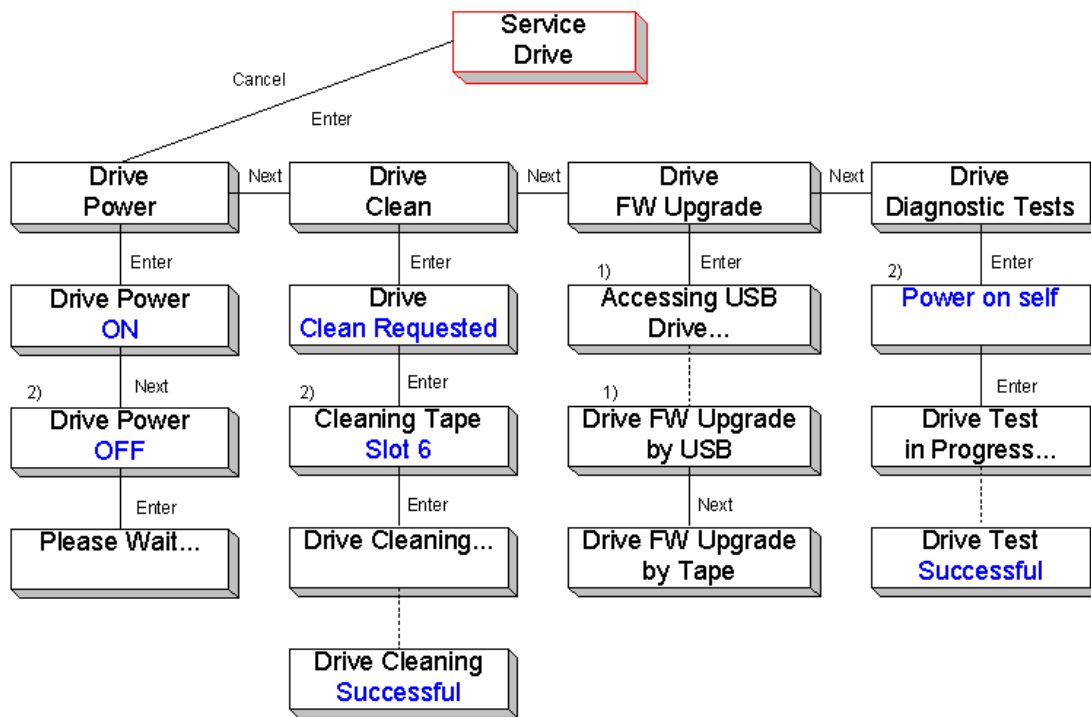 Service
Drive
Cancel
Enter
Drive
Power
Next
Drive
Clean
Next
Drive
FW Upgrade
Next
Drive
Diagnostic Tests
Enter
Enter
1)
Enter
2)
Enter
Drive Power
ON
Drive
Clean Requested
Accessing USB
Drive...
Power on self
Next
Enter
Enter
2)
Drive Power
OFF
2)
Cleaning Tape
Slot 6
1)
Drive FW Upgrade
by USB
Drive Test
in Progress...
Enter
Enter
Next
Please Wait...
Drive Cleaning...
Drive FW Upgrade
by Tape
Drive Test
Successful
Drive Cleaning
Successful